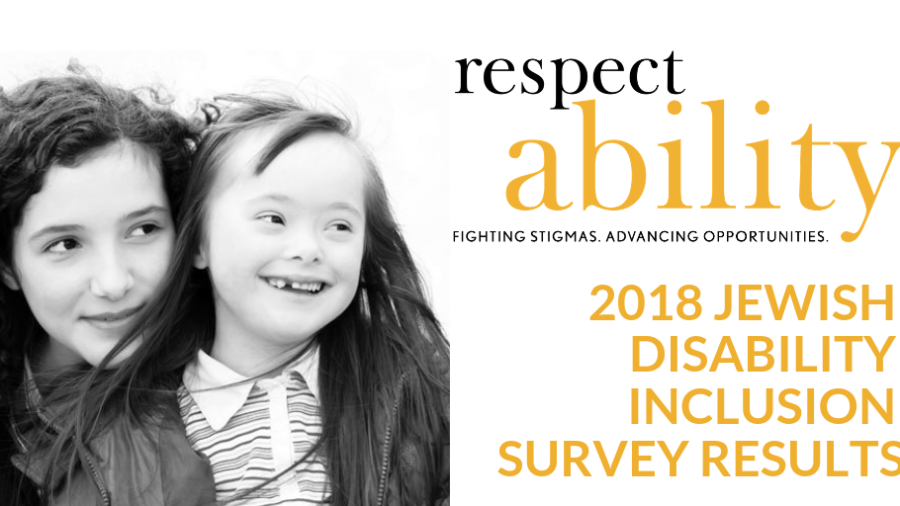 respect
ability
FIGHTING STIGMAS. ADVANCING OPPORTUNITIES.
2018 JEWISH
DISABILITY
INCLUSION
SURVEY RESULTS